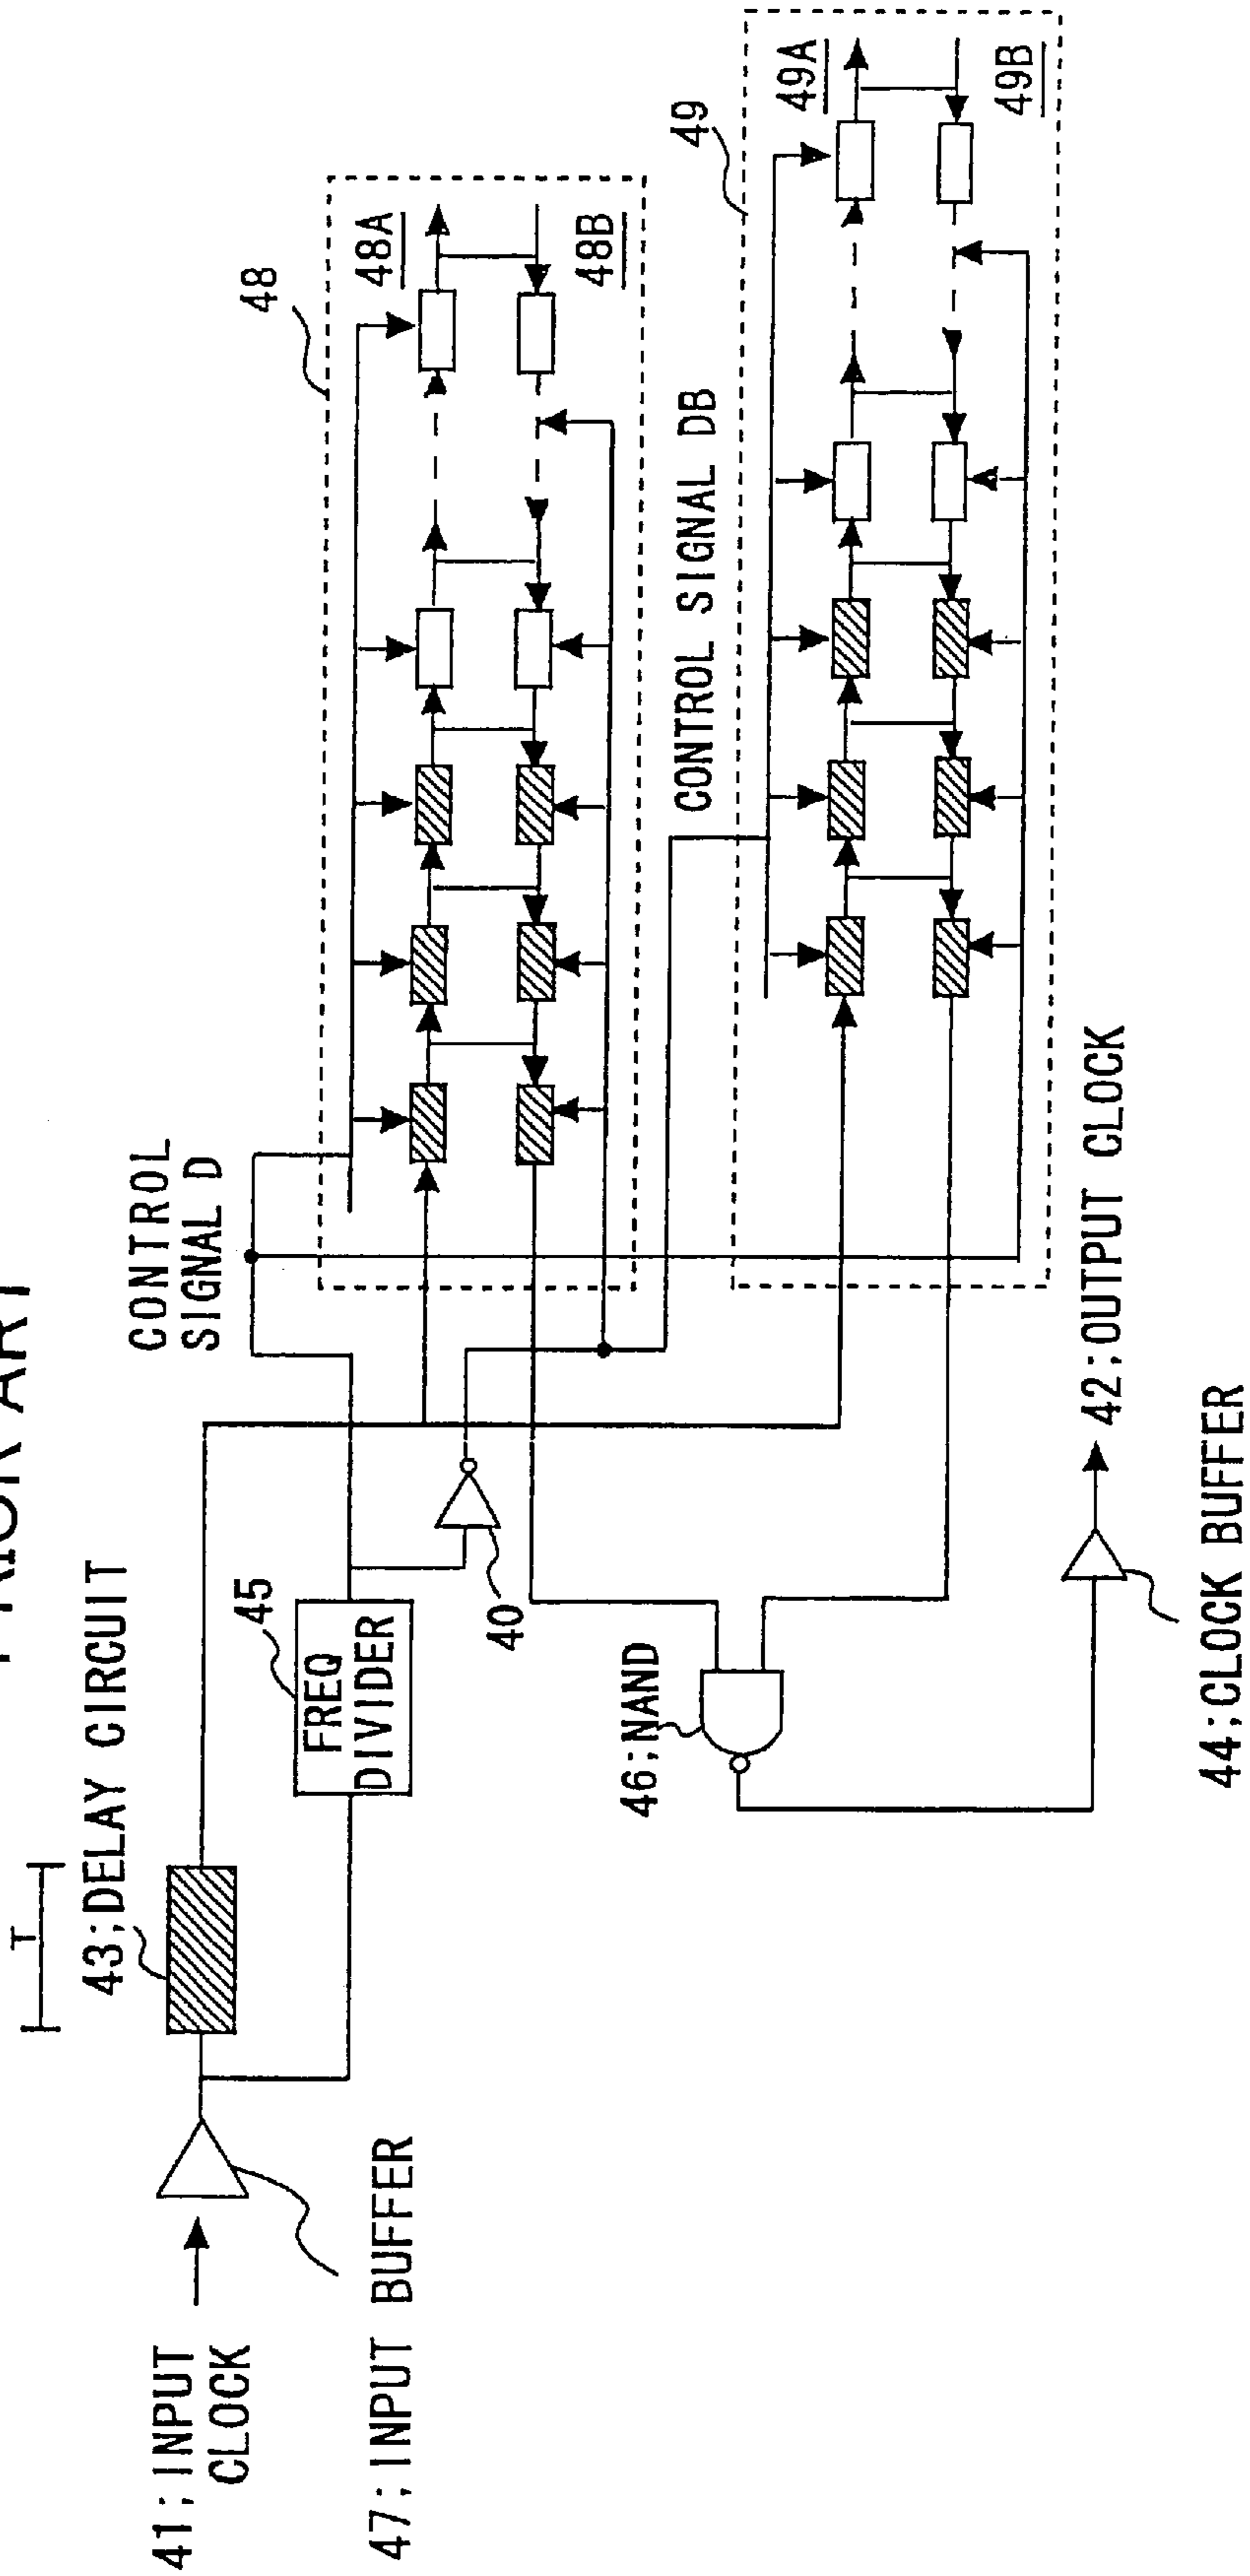 PRIOR ART
T
43;DELAY CIRCUIT
41;INPUT
CLOCK
47;INPUT BUFFER
45
FREQ
DIVIDER
40
CONTROL
SIGNAL D
48
48A
48B
CONTROL SIGNAL DB
49
49A
49B
46;NAND
42;OUTPUT CLOCK
44;CLOCK BUFFER